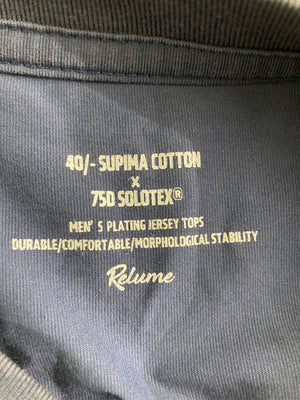 40/- SUPIMA COTTON
x
75D SOLOTEX®
MEN' S PLATING JERSEY TOPS
DURABLE/COMFORTABLE/MORPHOLOGICAL STABILITY
Relume